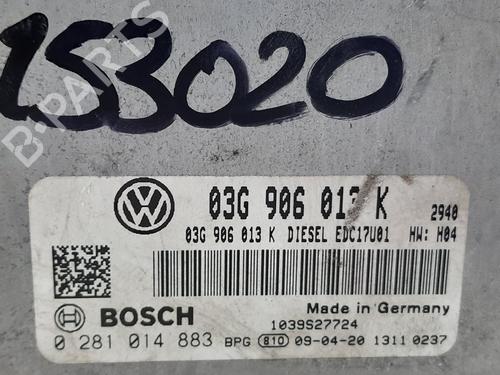 153020
B-PARTS
03G 906 013 K
2940
03G 906 013 K DIESEL EDC17U01 HW: H04
Made in Germany
BOSCH
1039S27724
0 281 014 883 BPG 810 09-04-20 1311 0237